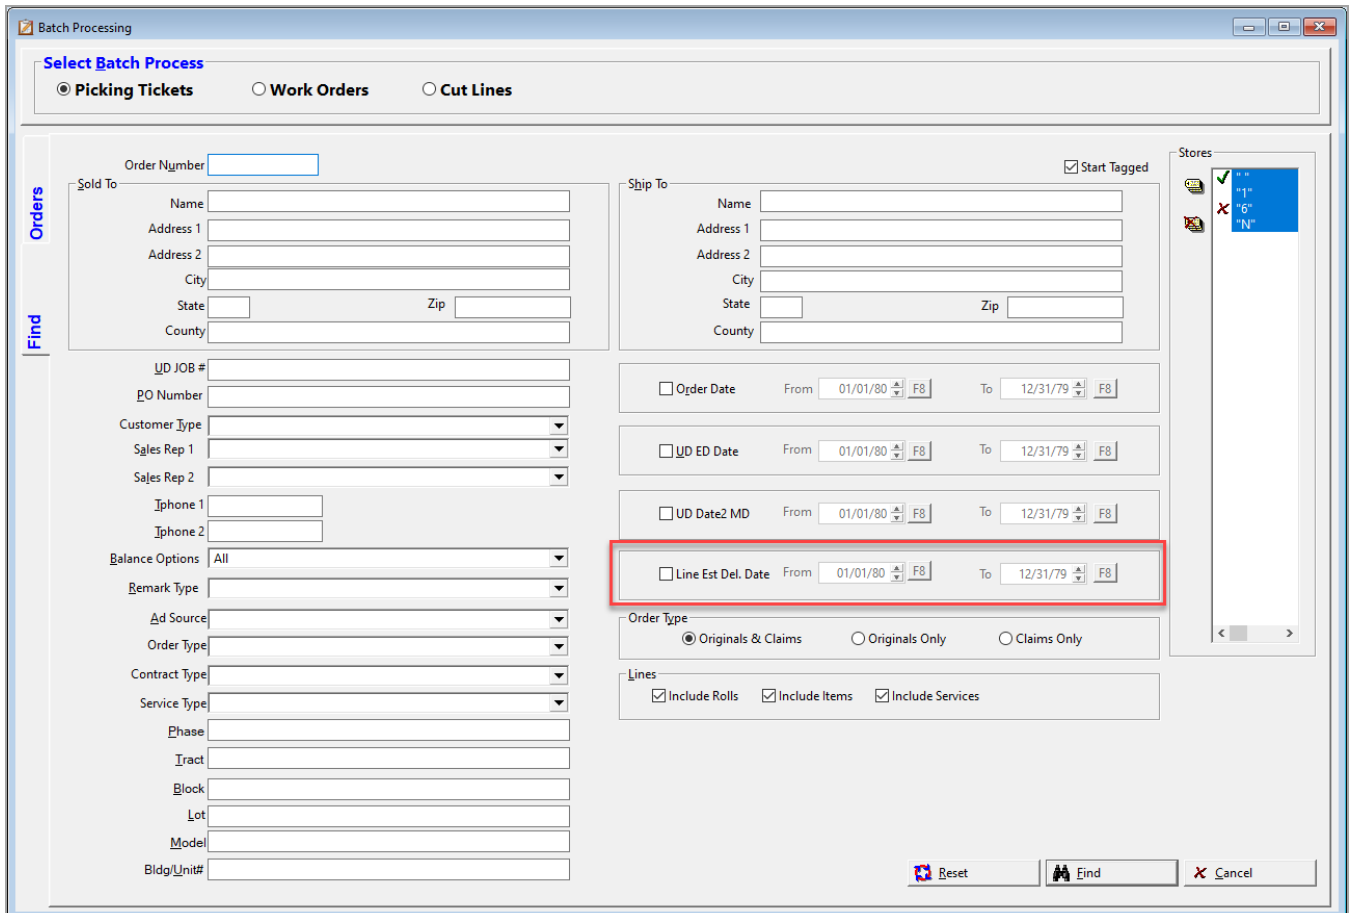 Batch Processing
Select Batch Process
Picking Tickets Work Orders Cut Lines
Orders
Find
Order Number
Sold To
Name
Address 1
Address 2
City
State Zip
County
UD JOB #
PO Number
Customer Type
Sales Rep 1
Sales Rep 2
Tphone 1
Tphone 2
Balance Options All
Remark Type
Ad Source
Order Type
Contract Type
Service Type
Phase
Tract
Block
Lot
Model
Bldg/Unit#
Start Tagged
Ship To
Name
Address 1
Address 2
City
State Zip
County
Order Date From 01/01/80 F8 To 12/31/79 F8
UD ED Date From 01/01/80 F8 To 12/31/79 F8
UD Date2 MD From 01/01/80 F8 To 12/31/79 F8
Line Est Del. Date From 01/01/80 F8 To 12/31/79 F8
Order Type
Originals & Claims Originals Only Claims Only
Lines
Include Rolls Include Items Include Services
Stores
" "
"1"
"6"
"N"
Reset Find Cancel